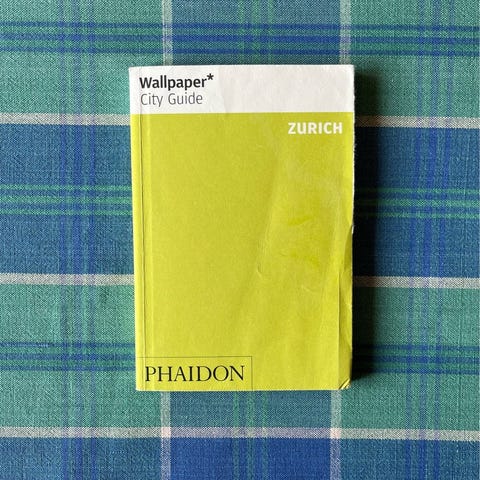 Wallpaper*
City Guide
ZURICH
PHAIDON